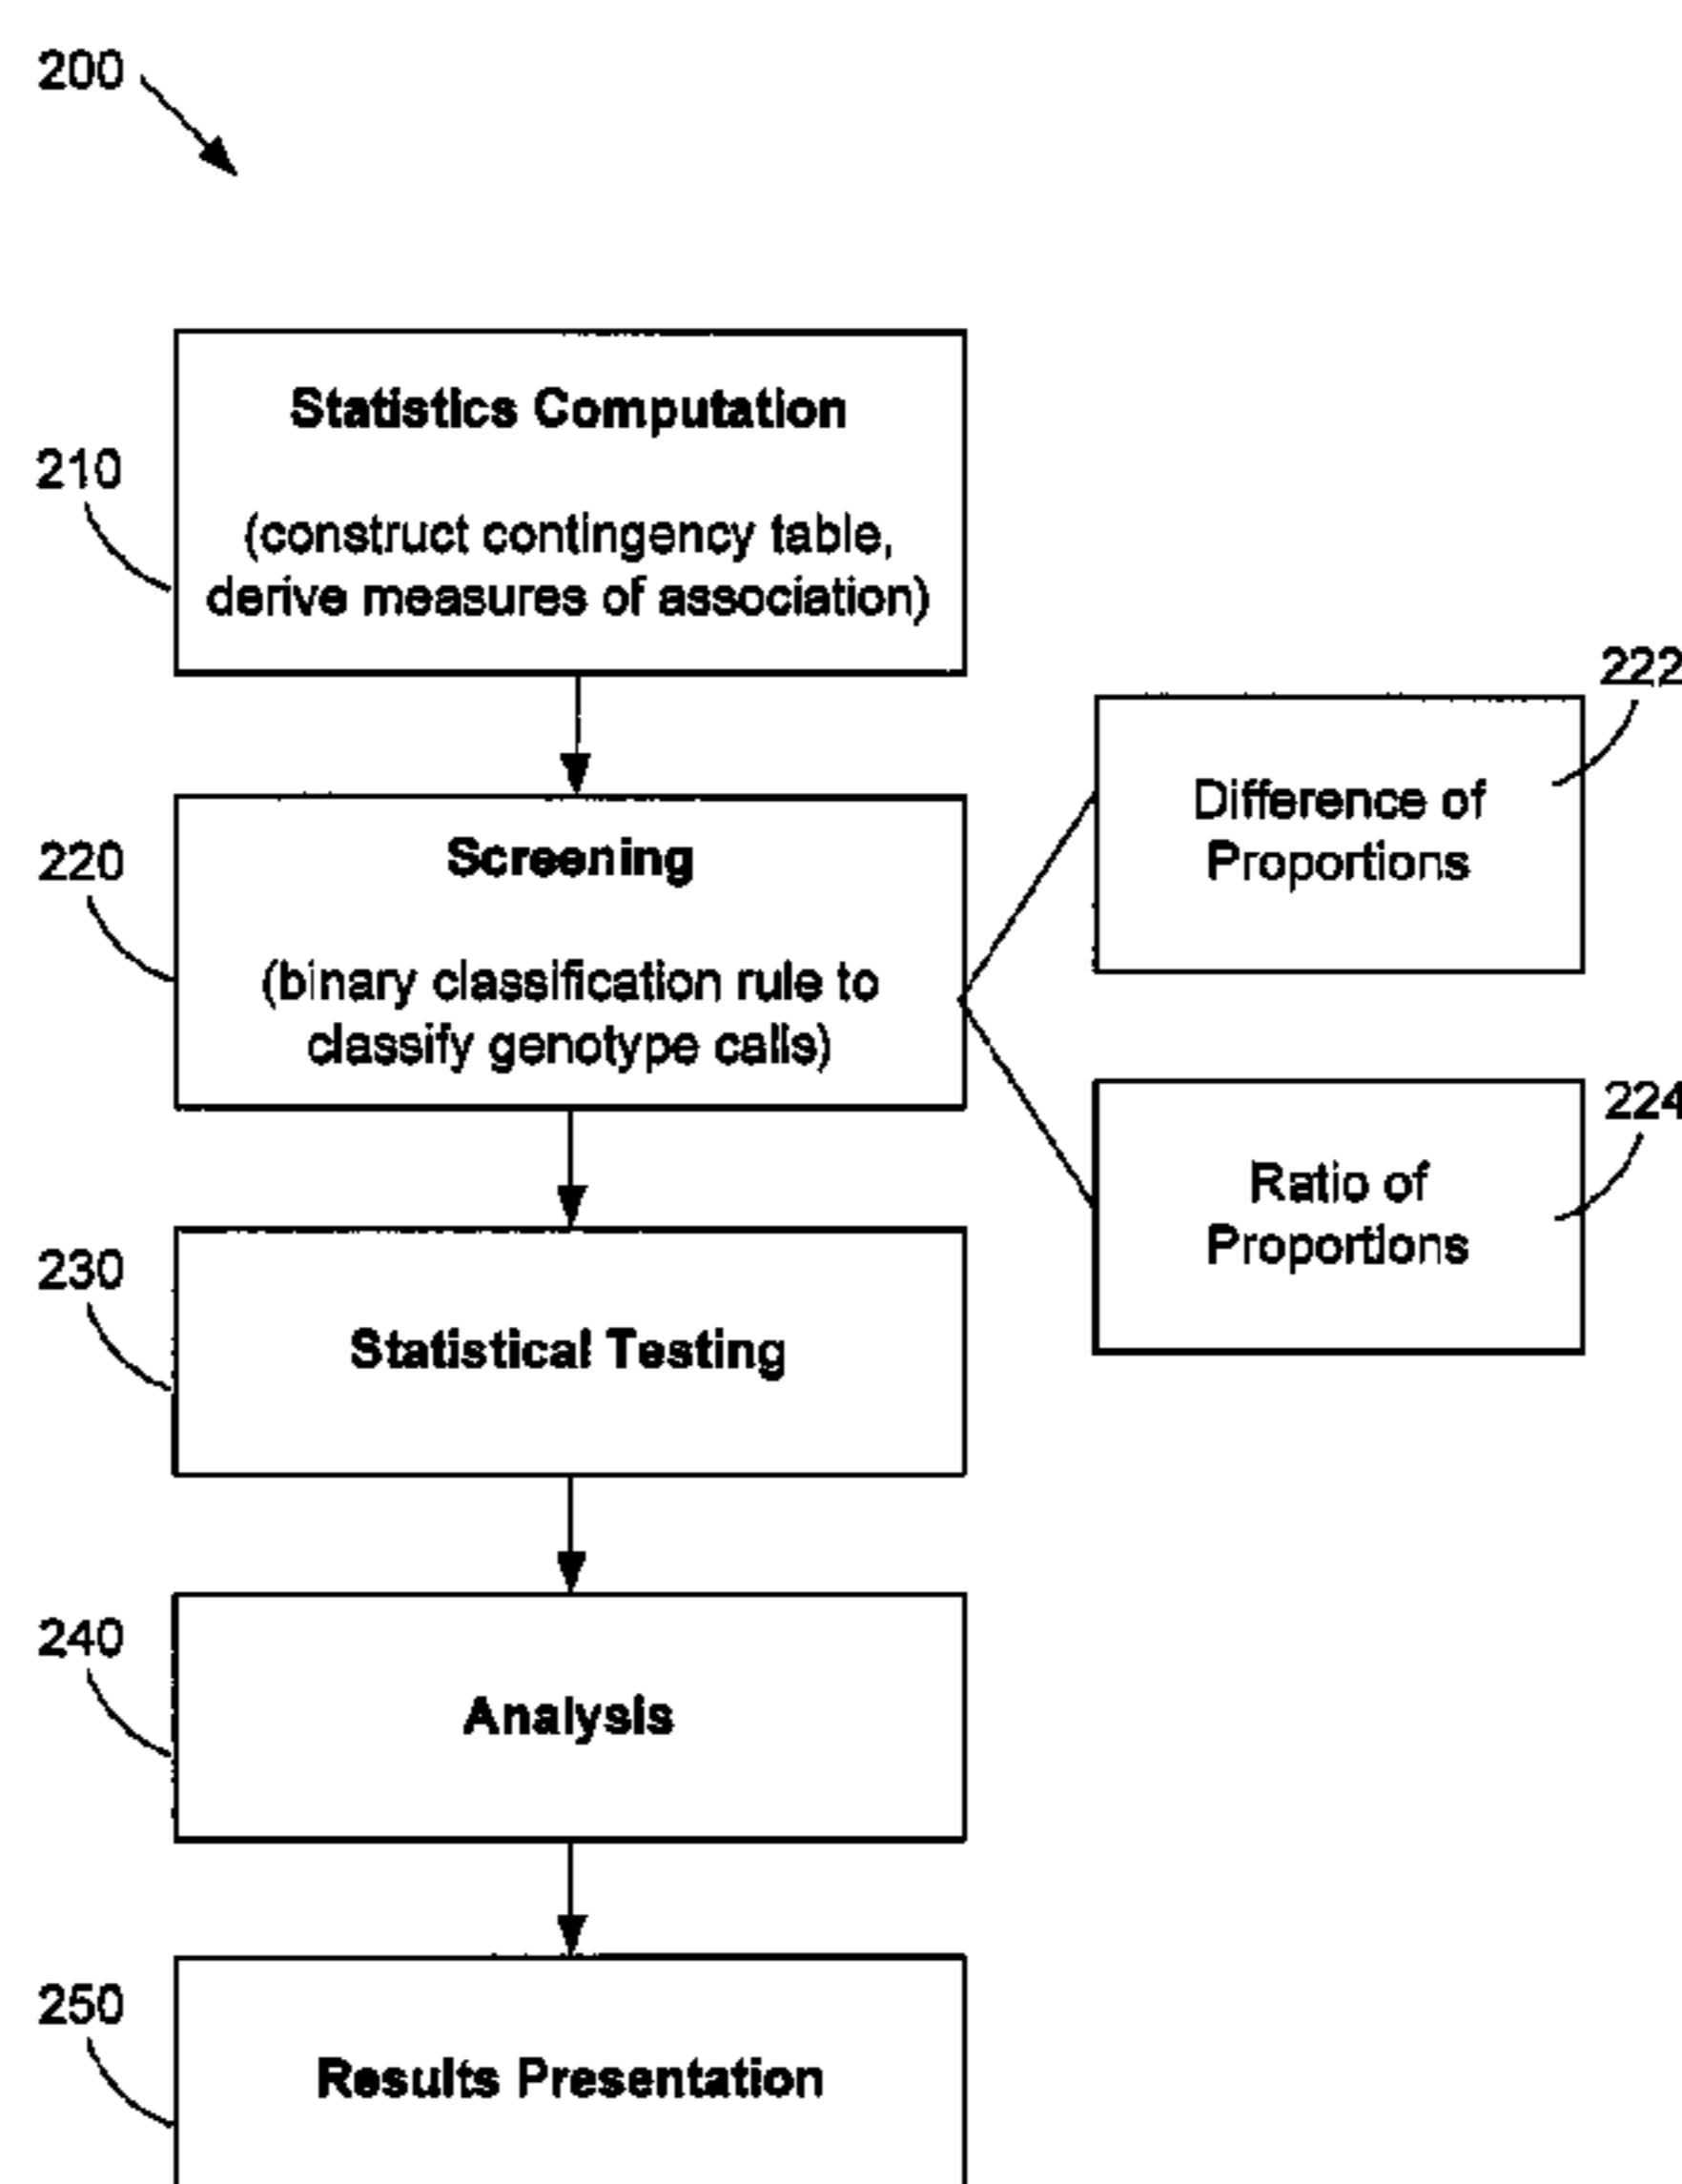 200
Statistics Computation
210
(construct contingency table,
derive measures of association)
222
Difference of
Proportions
220
Screening
(binary classification rule to
classify genotype calls)
224
Ratio of
Proportions
230
Statistical Testing
240
Analysis
250
Results Presentation